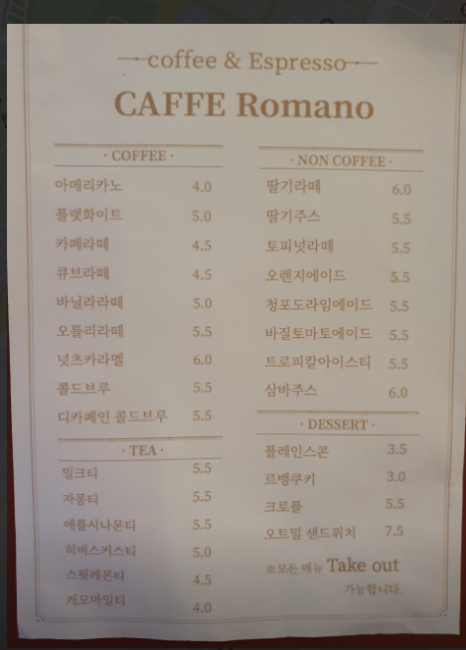 coffee & Espresso
CAFFE Romano
· COFFEE ·
아메리카노 4.0
플랫화이트 5.0
카페라떼 4.5
큐브라떼 4.5
바닐라라떼 5.0
오틀리라떼 5.5
넛츠카라멜 6.0
콜드브루 5.5
디카페인 콜드브루 5.5
· TEA ·
밀크티 5.5
자몽티 5.5
애플시나몬티 5.5
히비스커스티 5.0
스윗레몬티 4.5
캐모마일티 4.0
· NON COFFEE ·
딸기라떼 6.0
딸기주스 5.5
토피넛라떼 5.5
오렌지에이드 5.5
청포도라임에이드 5.5
바질토마토에이드 5.5
트로피칼아이스티 5.5
삼바주스 6.0
· DESSERT ·
플레인스콘 3.5
르뱅쿠키 3.0
크로플 5.5
오트밀 샌드위치 7.5
※모든 메뉴 Take out
가능합니다.